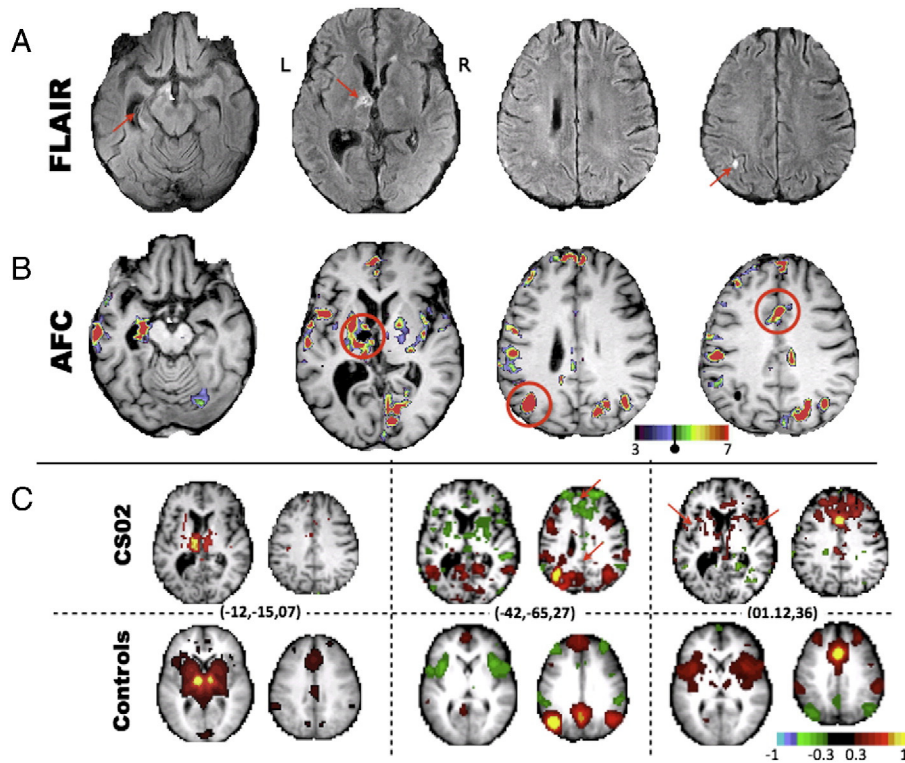 A
FLAIR
L
R
B
AFC
3
7
C
CS02
(-12,-15,07)
(-42,-65,27)
(01.12,36)
Controls
-1
-0.3
0.3
1